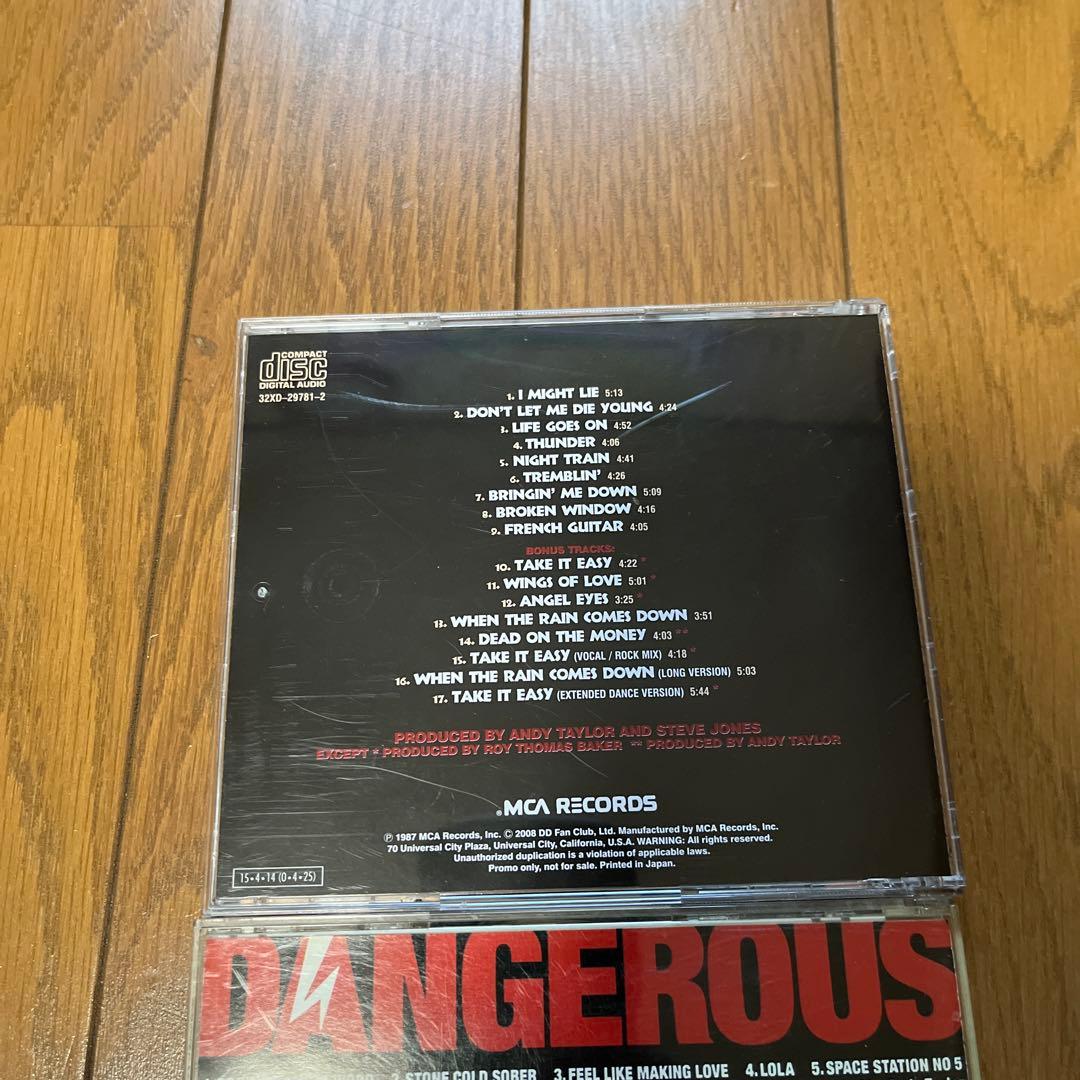 COMPACT
disc
DIGITAL AUDIO
32XD-29781-2
1. I MIGHT LIE 5:13
2. DON'T LET ME DIE YOUNG 4:24
3. LIFE GOES ON 4:52
4. THUNDER 4:06
5. NIGHT TRAIN 4:41
6. TREMBLIN' 4:26
7. BRINGIN' ME DOWN 5:09
8. BROKEN WINDOW 4:16
9. FRENCH GUITAR 4:05
BONUS TRACKS:
10. TAKE IT EASY 4:22 *
11. WINGS OF LOVE 5:01 *
12. ANGEL EYES 3:25 *
13. WHEN THE RAIN COMES DOWN 3:51
14. DEAD ON THE MONEY 4:03 **
15. TAKE IT EASY (VOCAL / ROCK MIX) 4:18 *
16. WHEN THE RAIN COMES DOWN (LONG VERSION) 5:03
17. TAKE IT EASY (EXTENDED DANCE VERSION) 5:44 *
PRODUCED BY ANDY TAYLOR AND STEVE JONES
EXCEPT * PRODUCED BY ROY THOMAS BAKER ** PRODUCED BY ANDY TAYLOR
MCA RECORDS
℗ 1987 MCA Records, Inc. © 2008 DD Fan Club, Ltd. Manufactured by MCA Records, Inc.
70 Universal City Plaza, Universal City, California, U.S.A. WARNING: All rights reserved.
Unauthorized duplication is a violation of applicable laws.
Promo only, not for sale. Printed in Japan.
15•4•14 (0•4•25)
DANGEROUS
2. STONE COLD SOBER 3. FEEL LIKE MAKING LOVE 4. LOLA 5. SPACE STATION NO 5